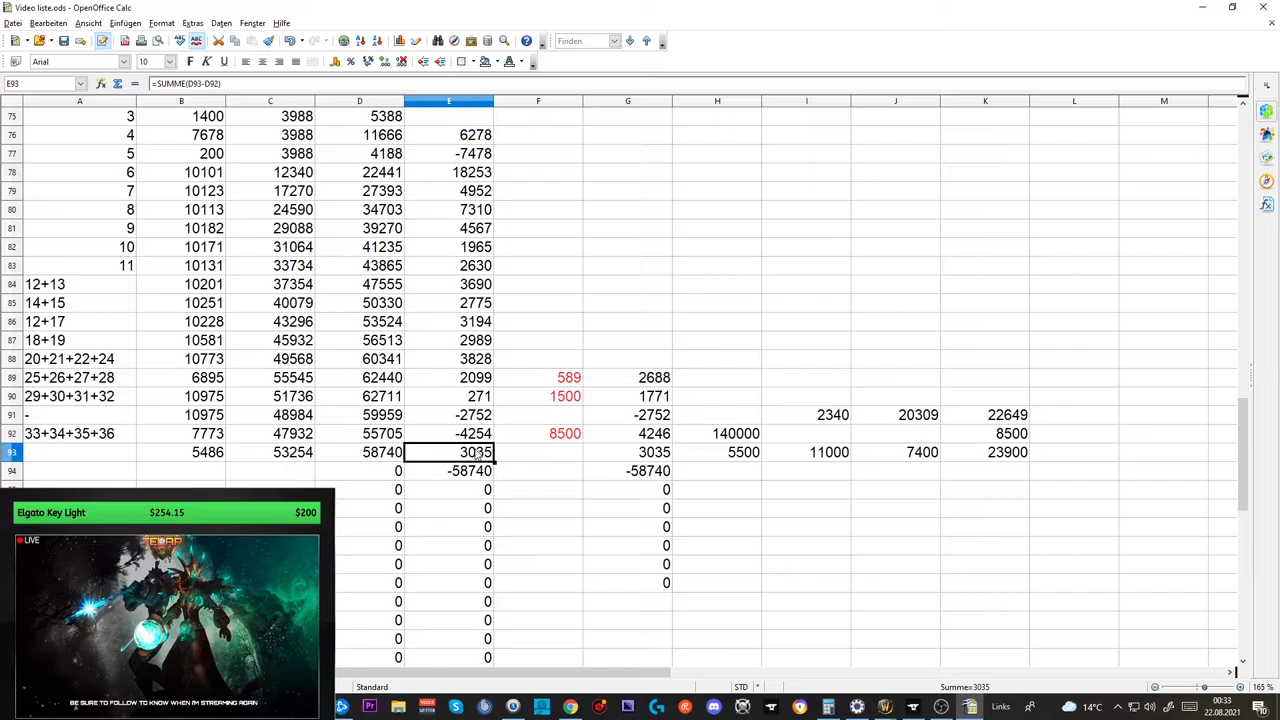 Video liste.ods - OpenOffice Calc
Datei Bearbeiten Ansicht Einfügen Format Extras Daten Fenster Hilfe
Finden
Arial 10
E93 =SUMME(D93-D92)
A B C D E F G H I J K L M
75 3 1400 3988 5388
76 4 7678 3988 11666 6278
77 5 200 3988 4188 -7478
78 6 10101 12340 22441 18253
79 7 10123 17270 27393 4952
80 8 10113 24590 34703 7310
81 9 10182 29088 39270 4567
82 10 10171 31064 41235 1965
83 11 10131 33734 43865 2630
84 12+13 10201 37354 47555 3690
85 14+15 10251 40079 50330 2775
86 12+17 10228 43296 53524 3194
87 18+19 10581 45932 56513 2989
88 20+21+22+24 10773 49568 60341 3828
89 25+26+27+28 6895 55545 62440 2099 589 2688
90 29+30+31+32 10975 51736 62711 271 1500 1771
91 - 10975 48984 59959 -2752 -2752 2340 20309 22649
92 33+34+35+36 7773 47932 55705 -4254 8500 4246 140000 8500
93 5486 53254 58740 3035 3035 5500 11000 7400 23900
94 0 -58740 -58740
0 0 0
0 0 0
0 0 0
0 0 0
0 0 0
0 0 0
0 0
0 0
0 0
0 0
Elgato Key Light $254.15 $200
LIVE
BE SURE TO FOLLOW TO KNOW WHEN I'M STREAMING AGAIN
Standard STD * Summe=3035 165 %
Links 14°C 00:33
22.08.2021